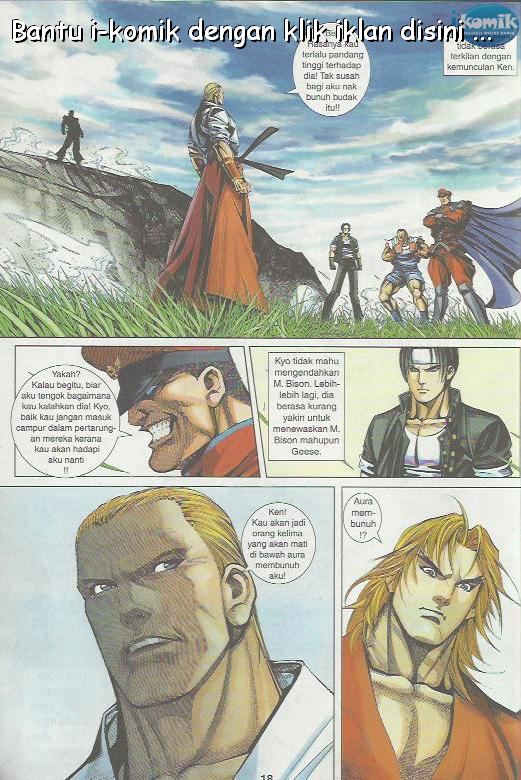 Bantu i-komik dengan klik iklan disini ...
i-komik
Rasanya kau
terlalu pandang
tinggi terhadap
dia! Tak susah
bagi aku nak
bunuh budak
itu!!
tidak berasa
terkilan dengan
kemunculan Ken.
Yakah?
Kalau begitu, biar
aku tengok bagaimana
kau kalahkan dia! Kyo,
baik kau jangan masuk
campur dalam pertarung-
an mereka kerana
kau akan hadapi
aku nanti
!!
Kyo tidak mahu
mengendahkan
M. Bison. Lebih-
lebih lagi, dia
berasa kurang
yakin untuk
menewaskan M.
Bison mahupun
Geese.
Ken!
Kau akan jadi
orang kelima
yang akan mati
di bawah aura
membunuh
aku!
Aura
mem-
bunuh
!?
18